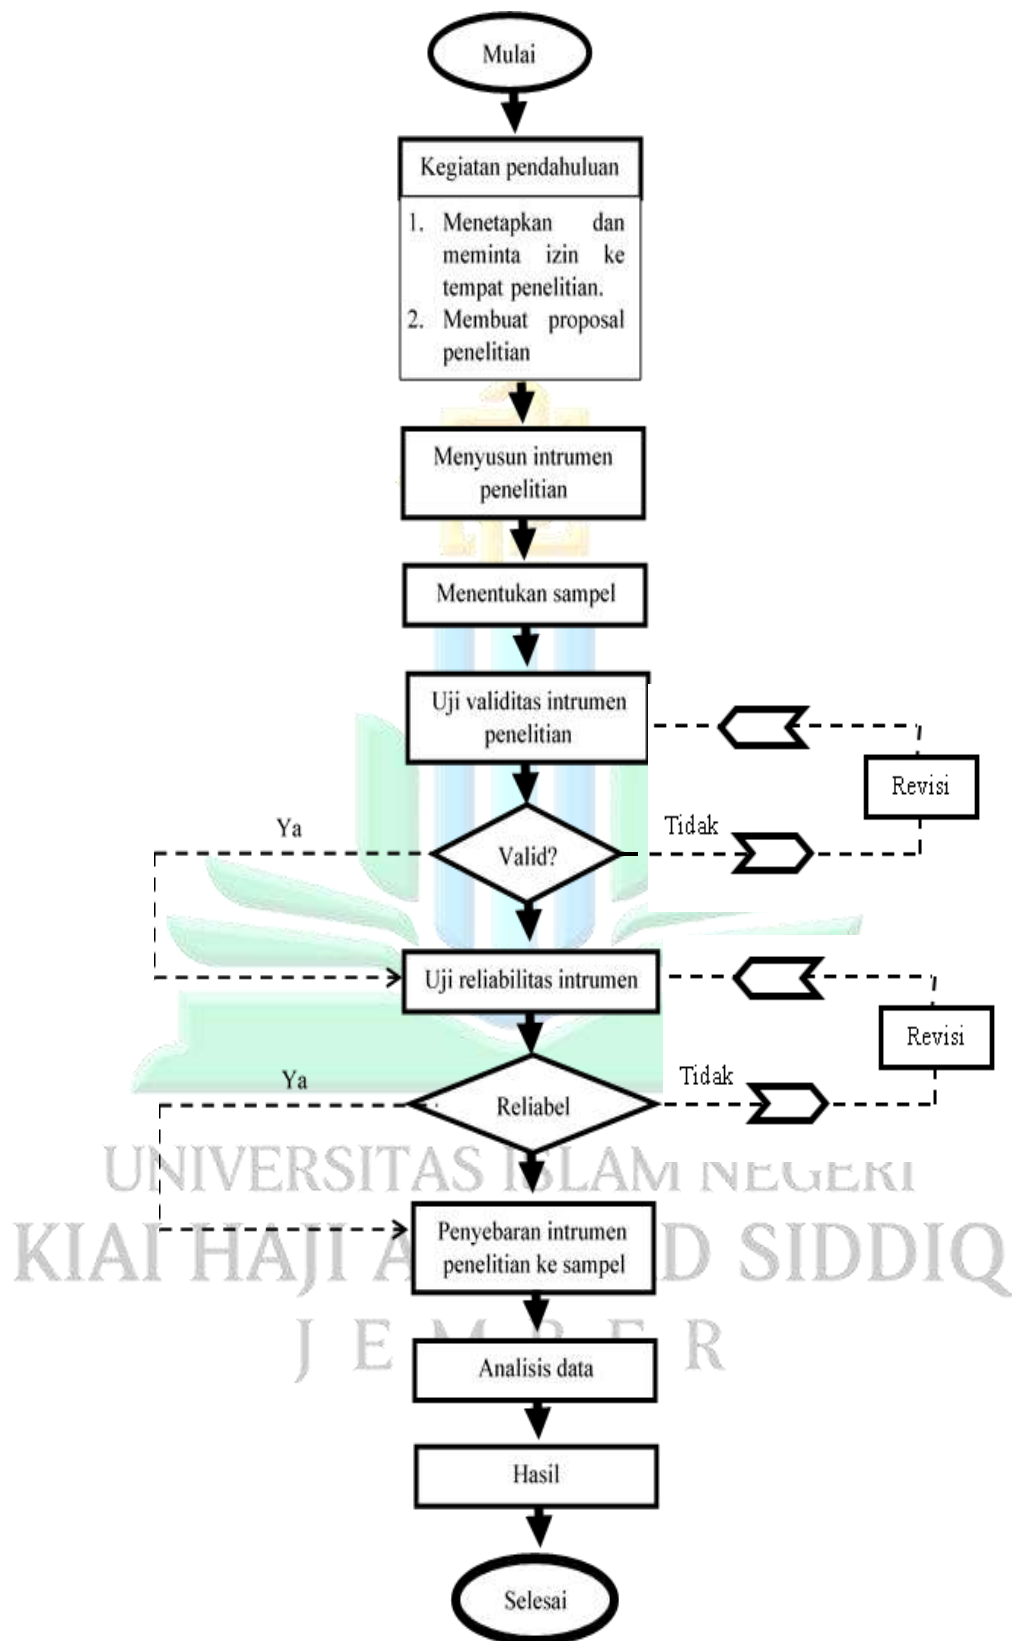 Mulai
Kegiatan pendahuluan
1. Menetapkan dan
meminta izin ke
tempat penelitian.
2. Membuat proposal
penelitian
Menyusun intrumen
penelitian
Menentukan sampel
Uji validitas intrumen
penelitian
Revisi
Ya
Valid?
Tidak
Uji reliabilitas intrumen
Revisi
Ya
Reliabel
Tidak
UNIVERSITAS ISLAM NEGERI
Penyebaran intrumen
penelitian ke sampel
KIAI HAJI A D SIDDIQ
Analisis data
J E M B E R
Hasil
Selesai